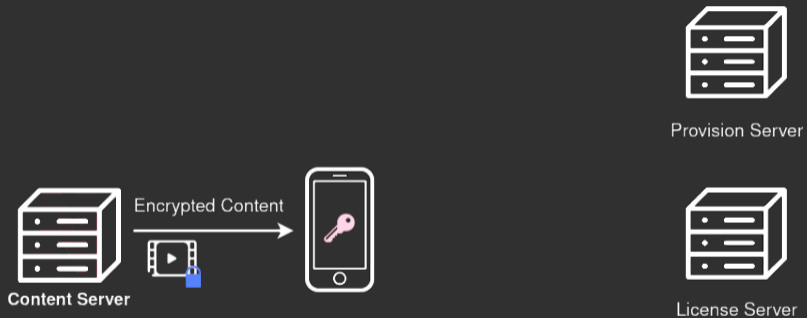 Provision Server
Encrypted Content
Content Server
License Server